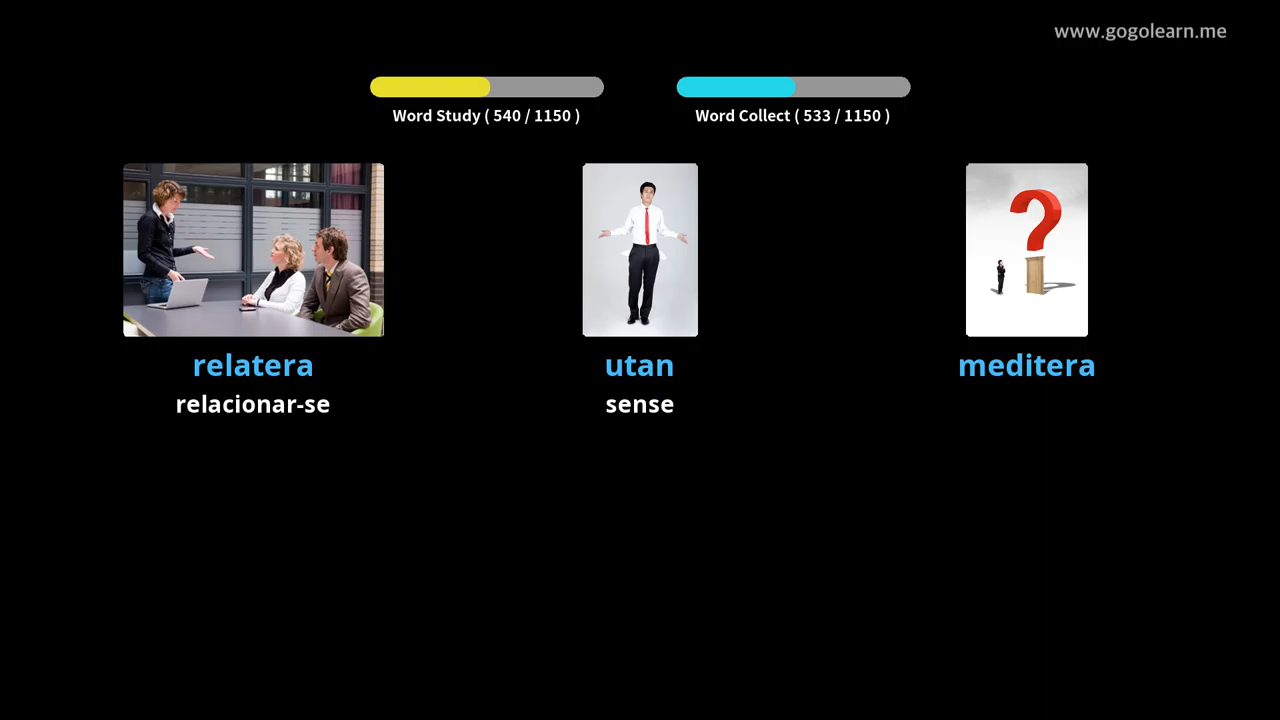 www.gogolearn.me
Word Study ( 540 / 1150 )
Word Collect ( 533 / 1150 )
relatera
utan
meditera
relacionar-se
sense